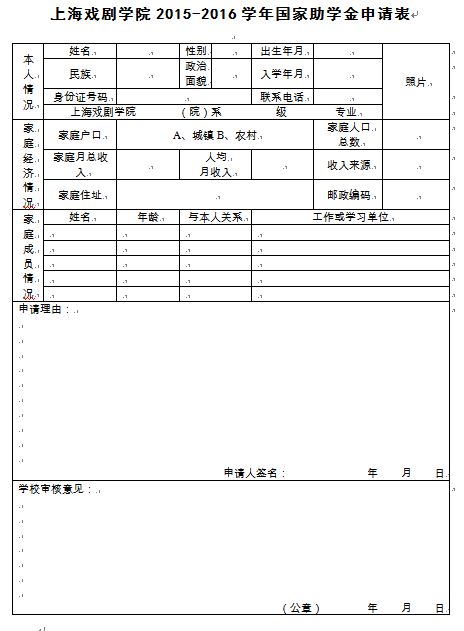 上海戏剧学院 2015-2016 学年国家助学金申请表
本人情况
姓名 性别 出生年月 照片
民族 政治面貌 入学年月
身份证号码 联系电话
上海戏剧学院 （院）系 级 专业
家庭经济情况
家庭户口 A、城镇 B、农村 家庭人口总数
家庭月总收入 人均月收入 收入来源
家庭住址 邮政编码
家庭成员情况
姓名 年龄 与本人关系 工作或学习单位
申请理由：
申请人签名： 年 月 日
学校审核意见：
（公章） 年 月 日